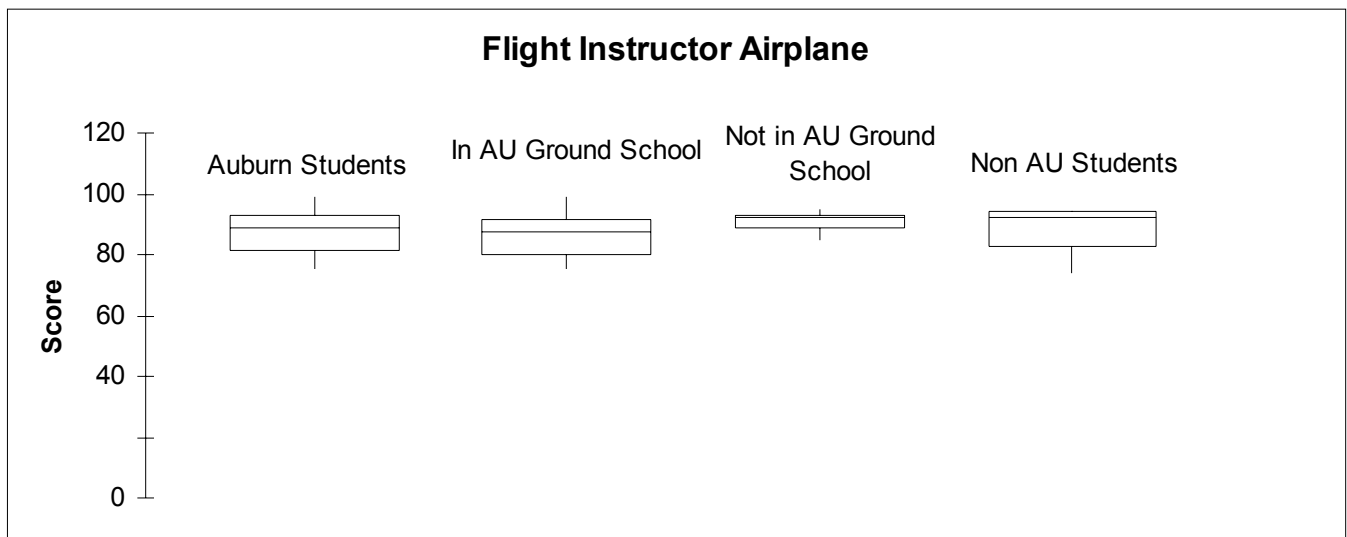 Flight Instructor Airplane
120
100
80
60
40
0
Score
Auburn Students
In AU Ground School
Not in AU Ground
School
Non AU Students